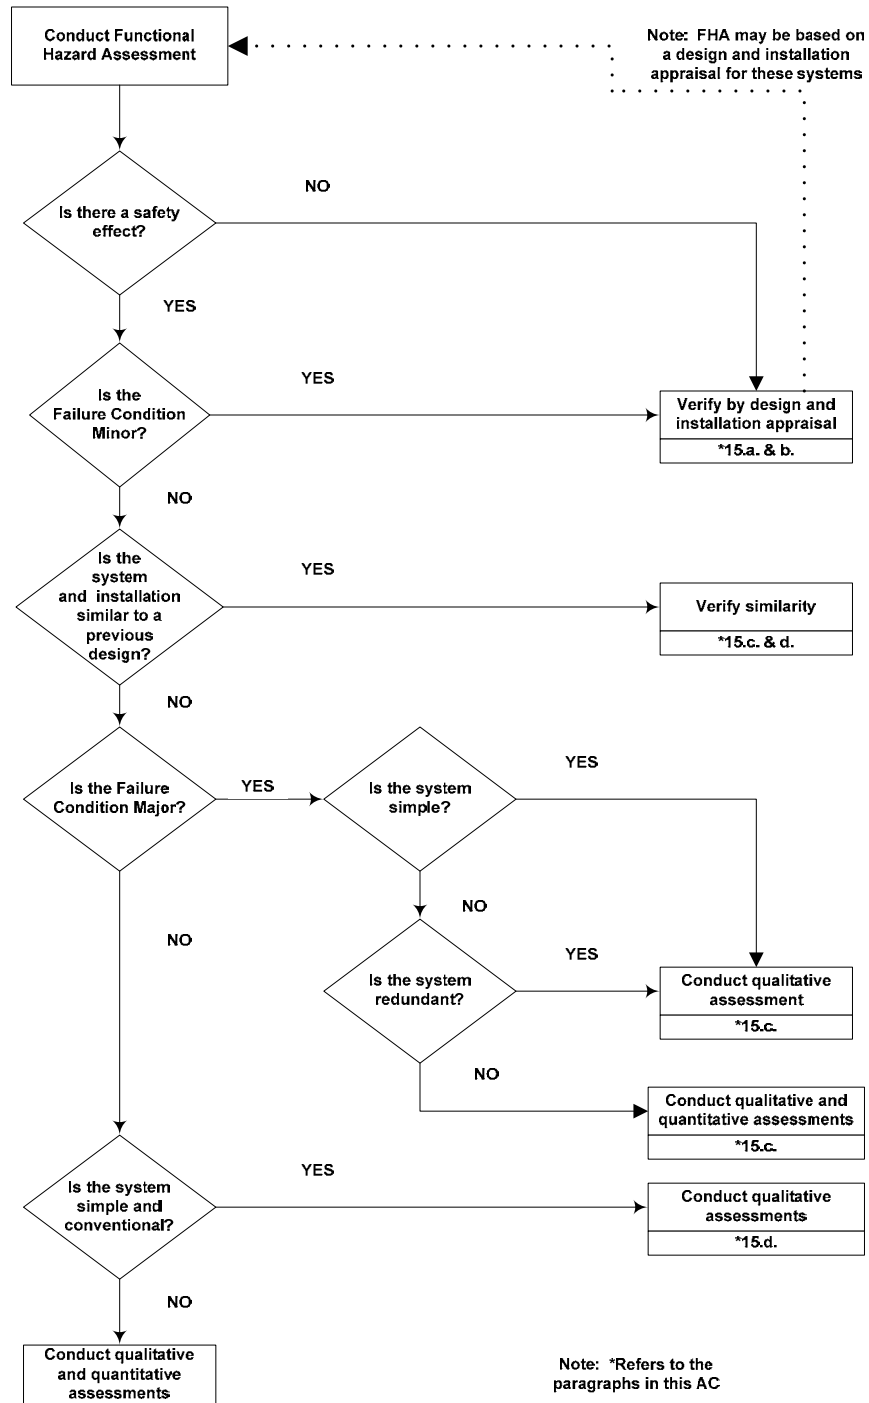 Conduct Functional
Hazard Assessment
Note: FHA may be based on
a design and installation
appraisal for these systems
NO
Is there a safety
effect?
YES
Is the
Failure Condition
Minor?
YES
Verify by design and
installation appraisal
*15.a. & b.
NO
Is the
system
and installation
similar to a
previous
design?
YES
Verify similarity
*15.c. & d.
NO
Is the Failure
Condition Major?
YES
Is the system
simple?
YES
NO
NO
Is the system
redundant?
YES
Conduct qualitative
assessment
*15.c.
NO
Conduct qualitative and
quantitative assessments
*15.c.
Is the system
simple and
conventional?
YES
Conduct qualitative
assessments
*15.d.
NO
Conduct qualitative
and quantitative
assessments
Note: *Refers to the
paragraphs in this AC